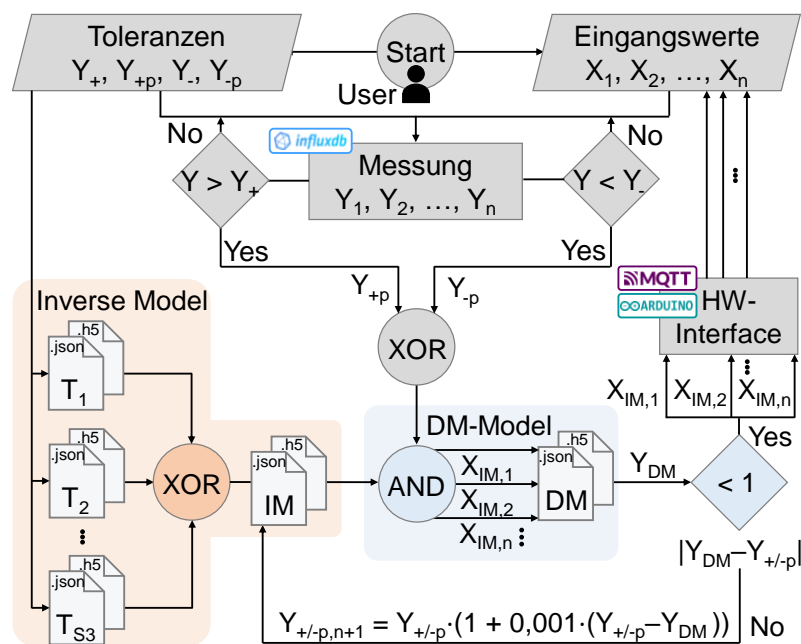 Toleranzen
Y+, Y+p, Y-, Y-p
Start
User
Eingangswerte
X1, X2, ..., Xn
No
influxdb
No
Y > Y+
Messung
Y1, Y2, ..., Yn
Y < Y-
Yes
Yes
Y+p
Y-p
MQTT
ARDUINO
HW-
Interface
Inverse Model
XOR
.h5
.json
T1
XIM,1
XIM,2
XIM,n
Yes
DM-Model
.h5
.json
T2
XOR
.h5
.json
IM
AND
XIM,1
XIM,2
XIM,n
.h5
.json
DM
YDM
< 1
|YDM–Y+/-p|
.h5
.json
TS3
Y+/-p,n+1 = Y+/-p·(1 + 0,001·(Y+/-p–YDM))
No